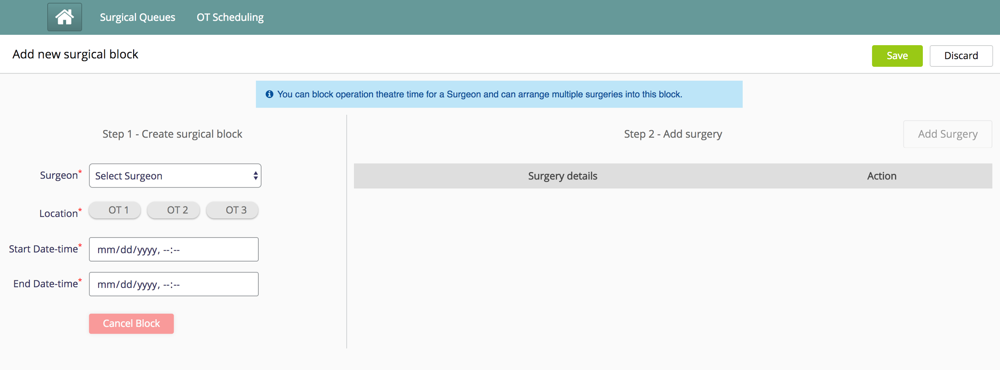 Surgical Queues
OT Scheduling
Add new surgical block
Save
Discard
You can block operation theatre time for a Surgeon and can arrange multiple surgeries into this block.
Step 1 - Create surgical block
Surgeon*
Select Surgeon
Location*
OT 1
OT 2
OT 3
Start Date-time*
mm/dd/yyyy, --:--
End Date-time*
mm/dd/yyyy, --:--
Cancel Block
Step 2 - Add surgery
Add Surgery
Surgery details
Action